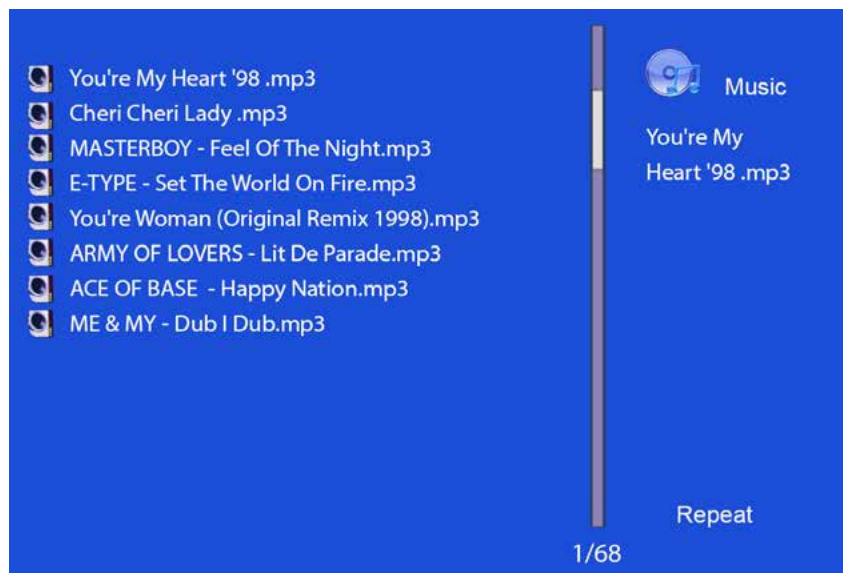 You're My Heart '98 .mp3
Cheri Cheri Lady .mp3
MASTERBOY - Feel Of The Night.mp3
E-TYPE - Set The World On Fire.mp3
You're Woman (Original Remix 1998).mp3
ARMY OF LOVERS - Lit De Parade.mp3
ACE OF BASE  - Happy Nation.mp3
ME & MY - Dub I Dub.mp3
Music
You're My
Heart '98 .mp3
Repeat
1/68